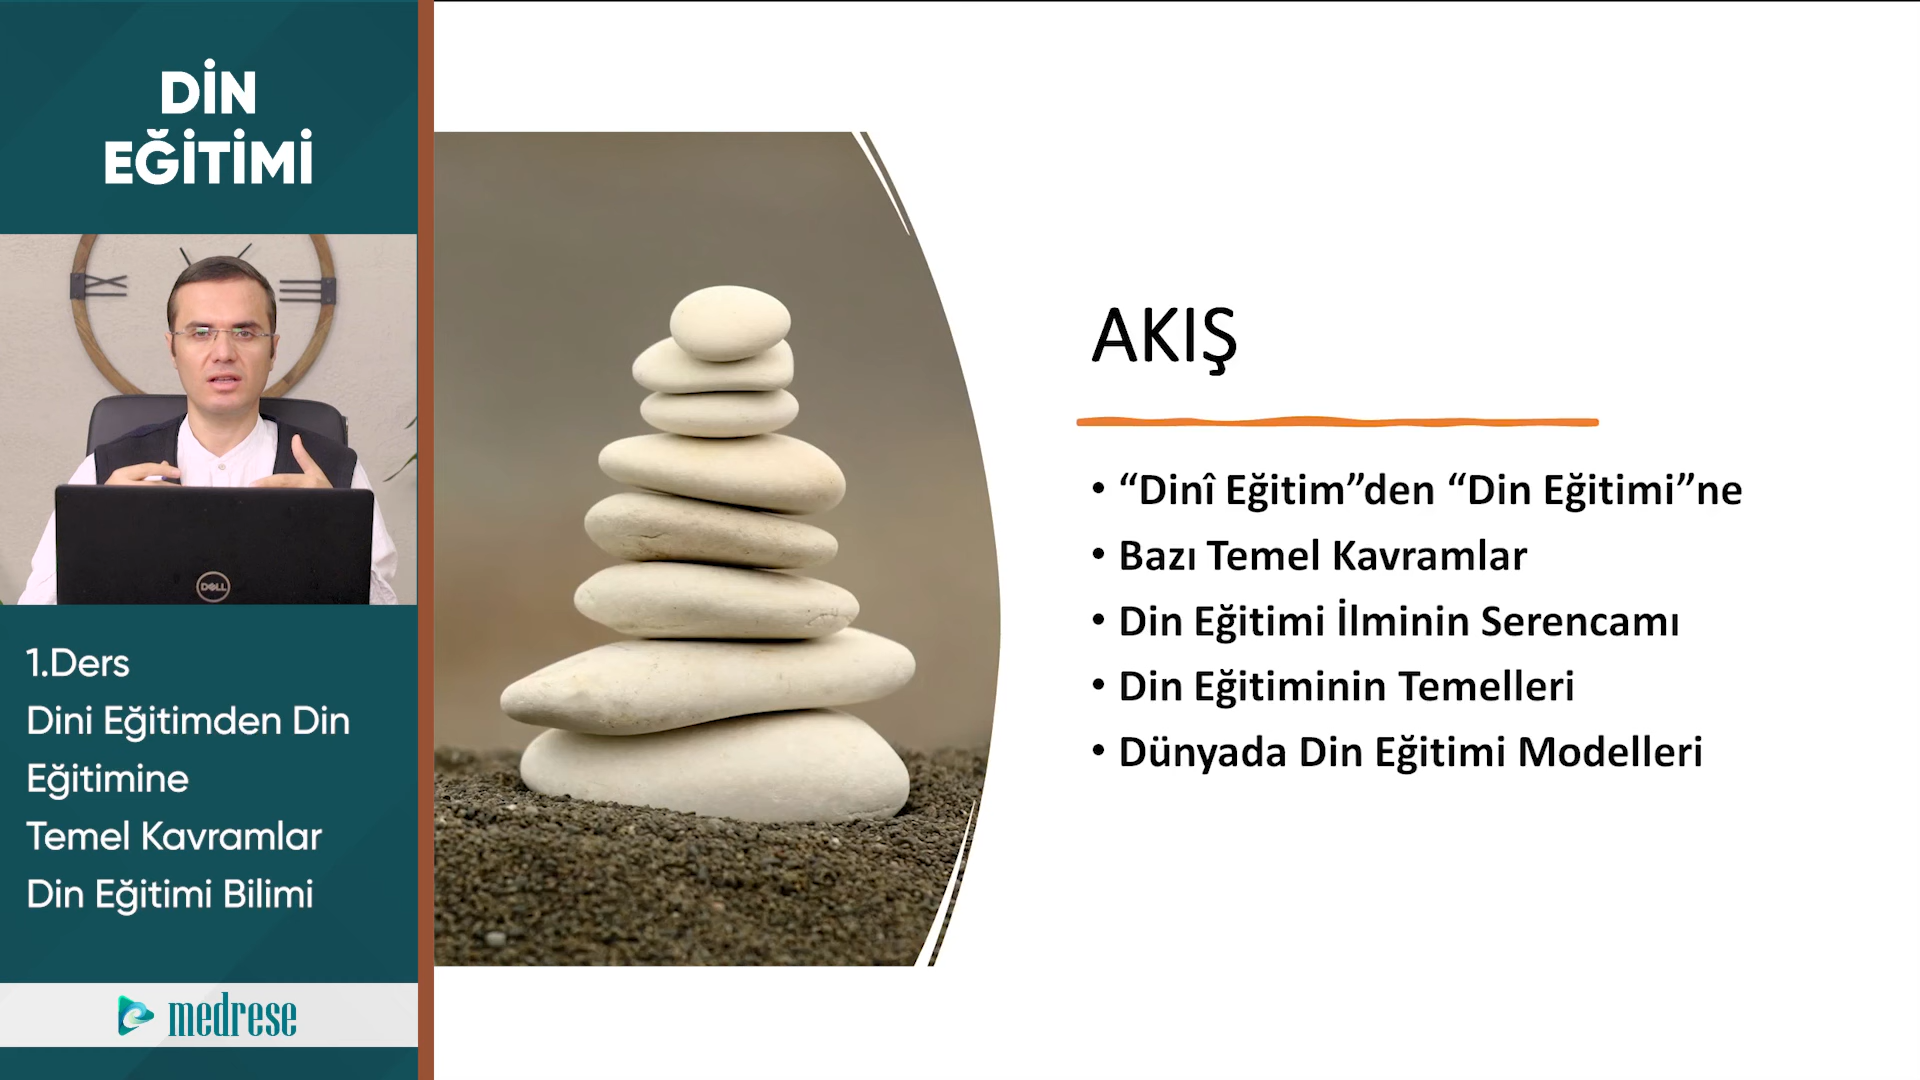 DİN
EĞİTİMİ
DELL
1.Ders
Dini Eğitimden Din
Eğitimine
Temel Kavramlar
Din Eğitimi Bilimi
medrese
AKIŞ
• “Dinî Eğitim”den “Din Eğitimi”ne
• Bazı Temel Kavramlar
• Din Eğitimi İlminin Serencamı
• Din Eğitiminin Temelleri
• Dünyada Din Eğitimi Modelleri